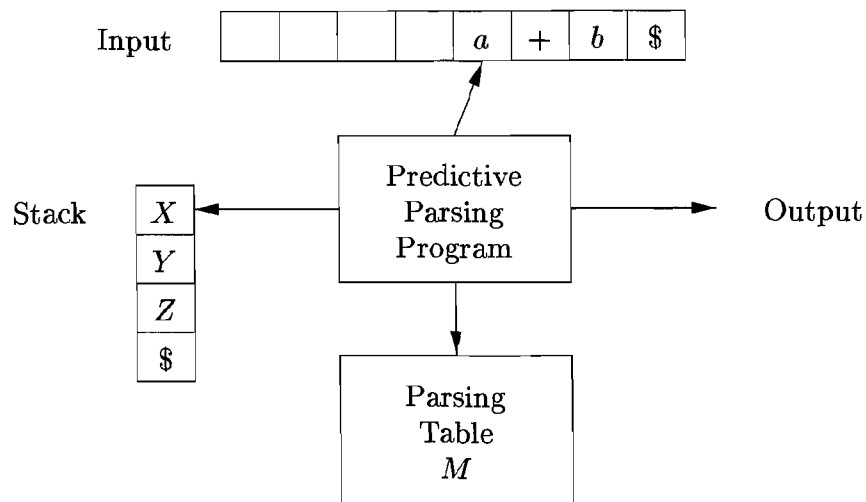 Input a + b $
Predictive
Parsing
Program
Stack X
Y
Z
$
Output
Parsing
Table
M